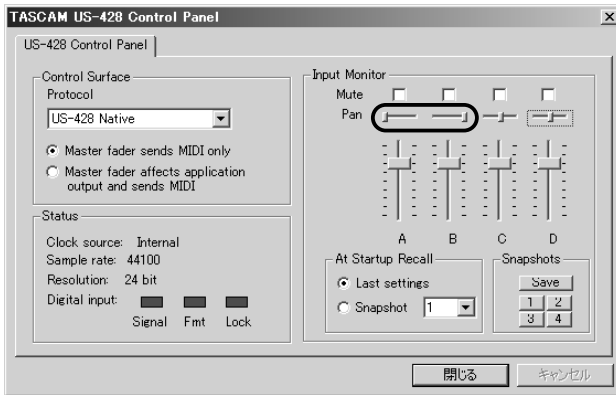 TASCAM US-428 Control Panel
US-428 Control Panel
Control Surface
Protocol
US-428 Native
Master fader sends MIDI only
Master fader affects application
output and sends MIDI
Status
Clock source: Internal
Sample rate: 44100
Resolution: 24 bit
Digital input:
Signal Fmt Lock
Input Monitor
Mute
Pan
A B C D
At Startup Recall
Last settings
Snapshot 1
Snapshots
Save
1 2
3 4
閉じる キャンセル